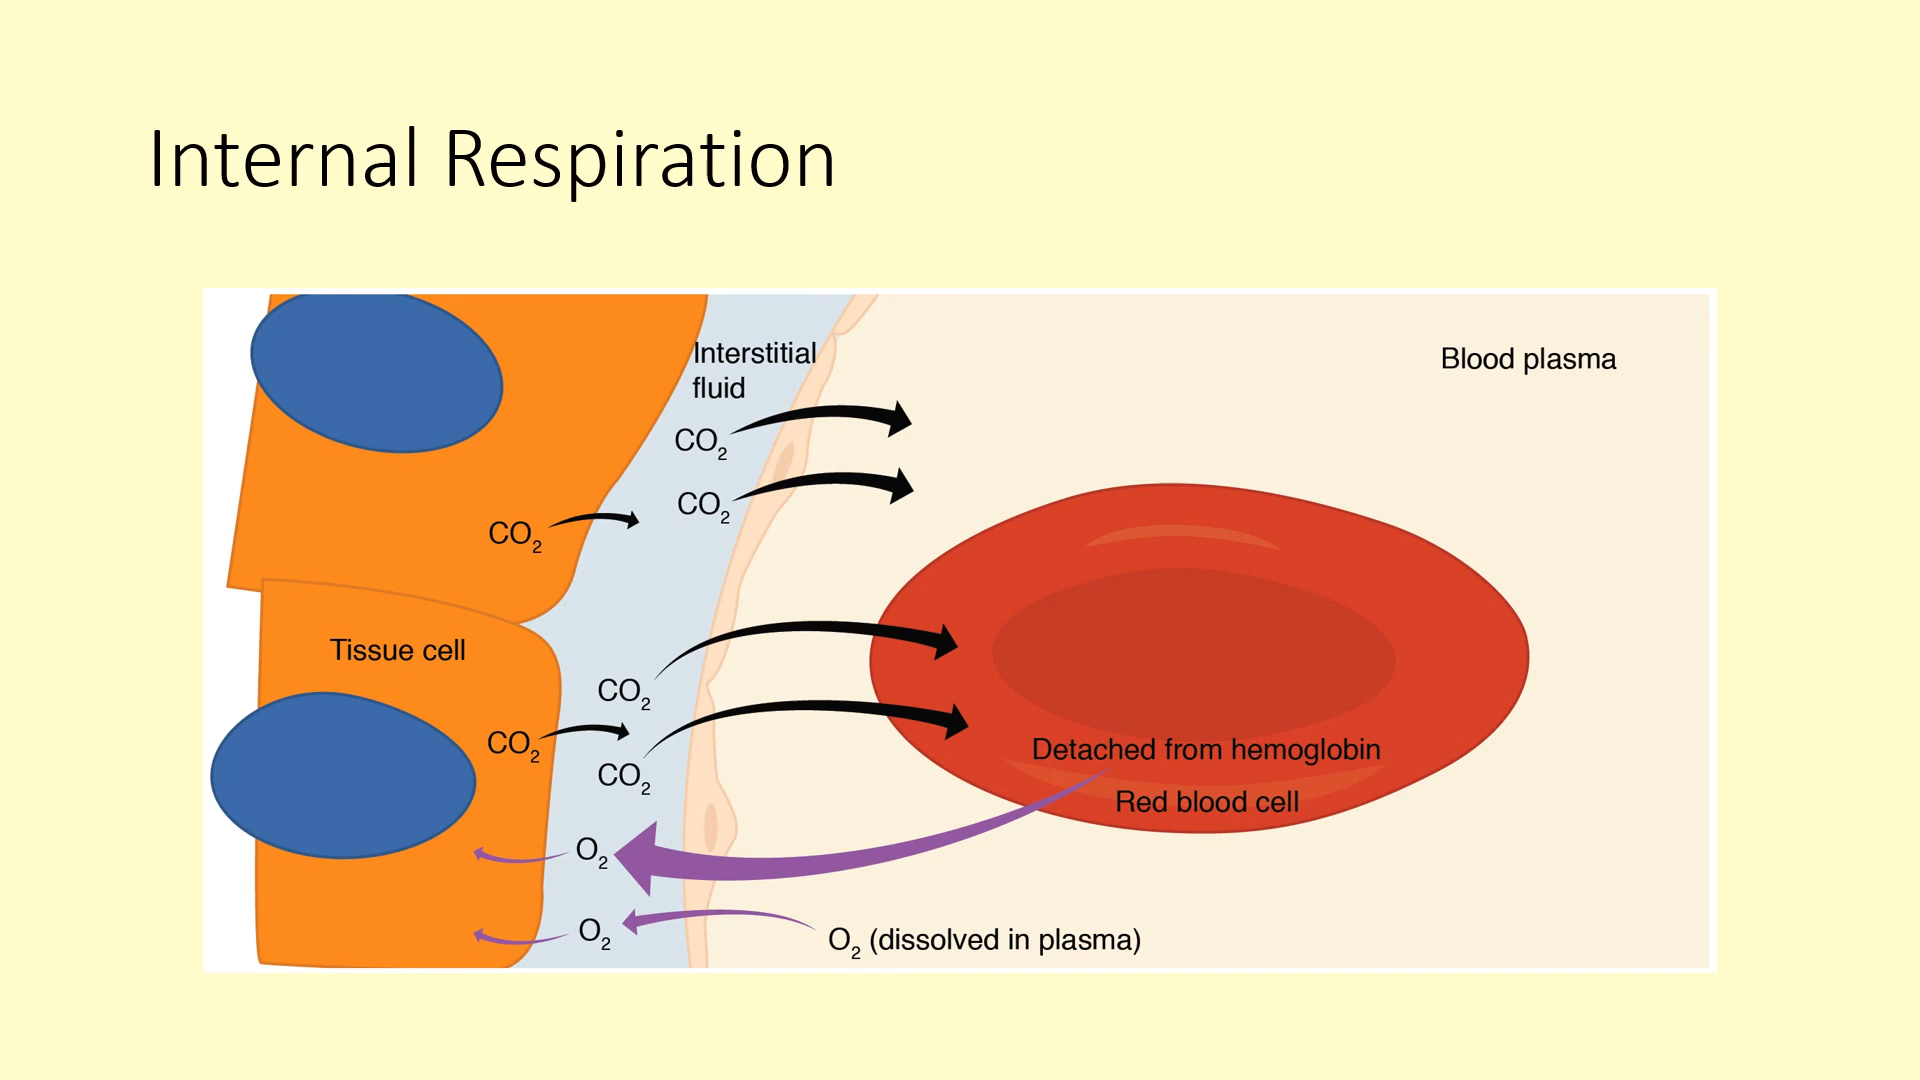 Internal Respiration
Interstitial
fluid
Blood plasma
CO₂
CO₂
CO₂
Tissue cell
CO₂
CO₂
CO₂
Detached from hemoglobin
Red blood cell
O₂
O₂
O₂ (dissolved in plasma)